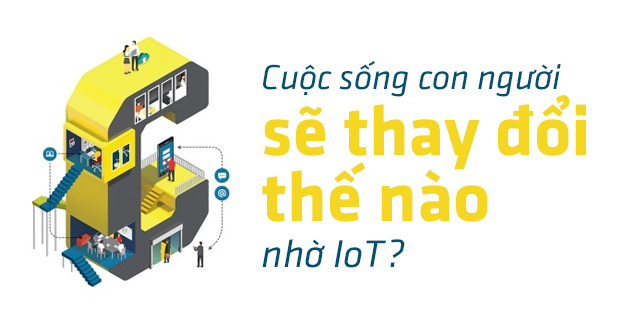 Cuộc sống con người
sẽ thay đổi
thế nào
nhờ IoT?